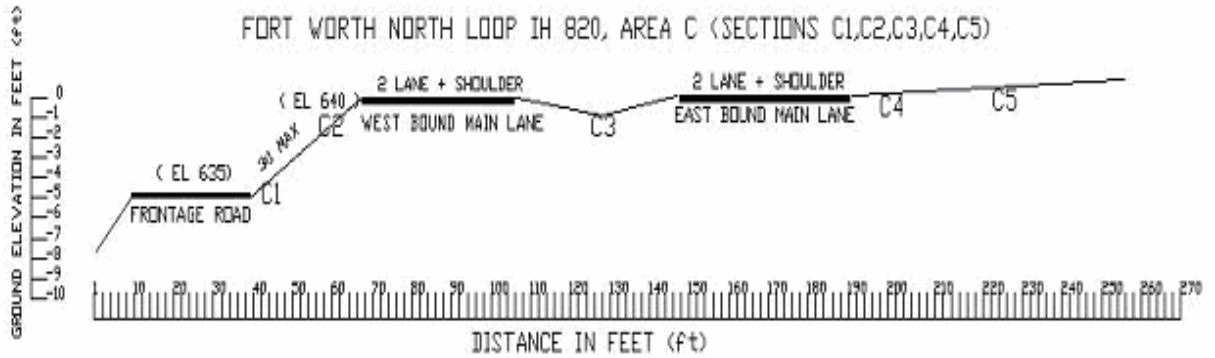 FORT WORTH NORTH LOOP IH 820, AREA C (SECTIONS C1,C2,C3,C4,C5)
GROUND ELEVATION IN FEET (ft)
0
-1
-2
-3
-4
-5
-6
-7
-8
-9
-10
( EL 635)
FRONTAGE ROAD
C1
30 MAX
C2
( EL 640 )
2 LANE + SHOULDER
WEST BOUND MAIN LANE
C3
2 LANE + SHOULDER
EAST BOUND MAIN LANE
C4
C5
1 10 20 30 40 50 60 70 80 90 100 110 120 130 140 150 160 170 180 190 200 210 220 230 240 250 260 270
DISTANCE IN FEET (ft)